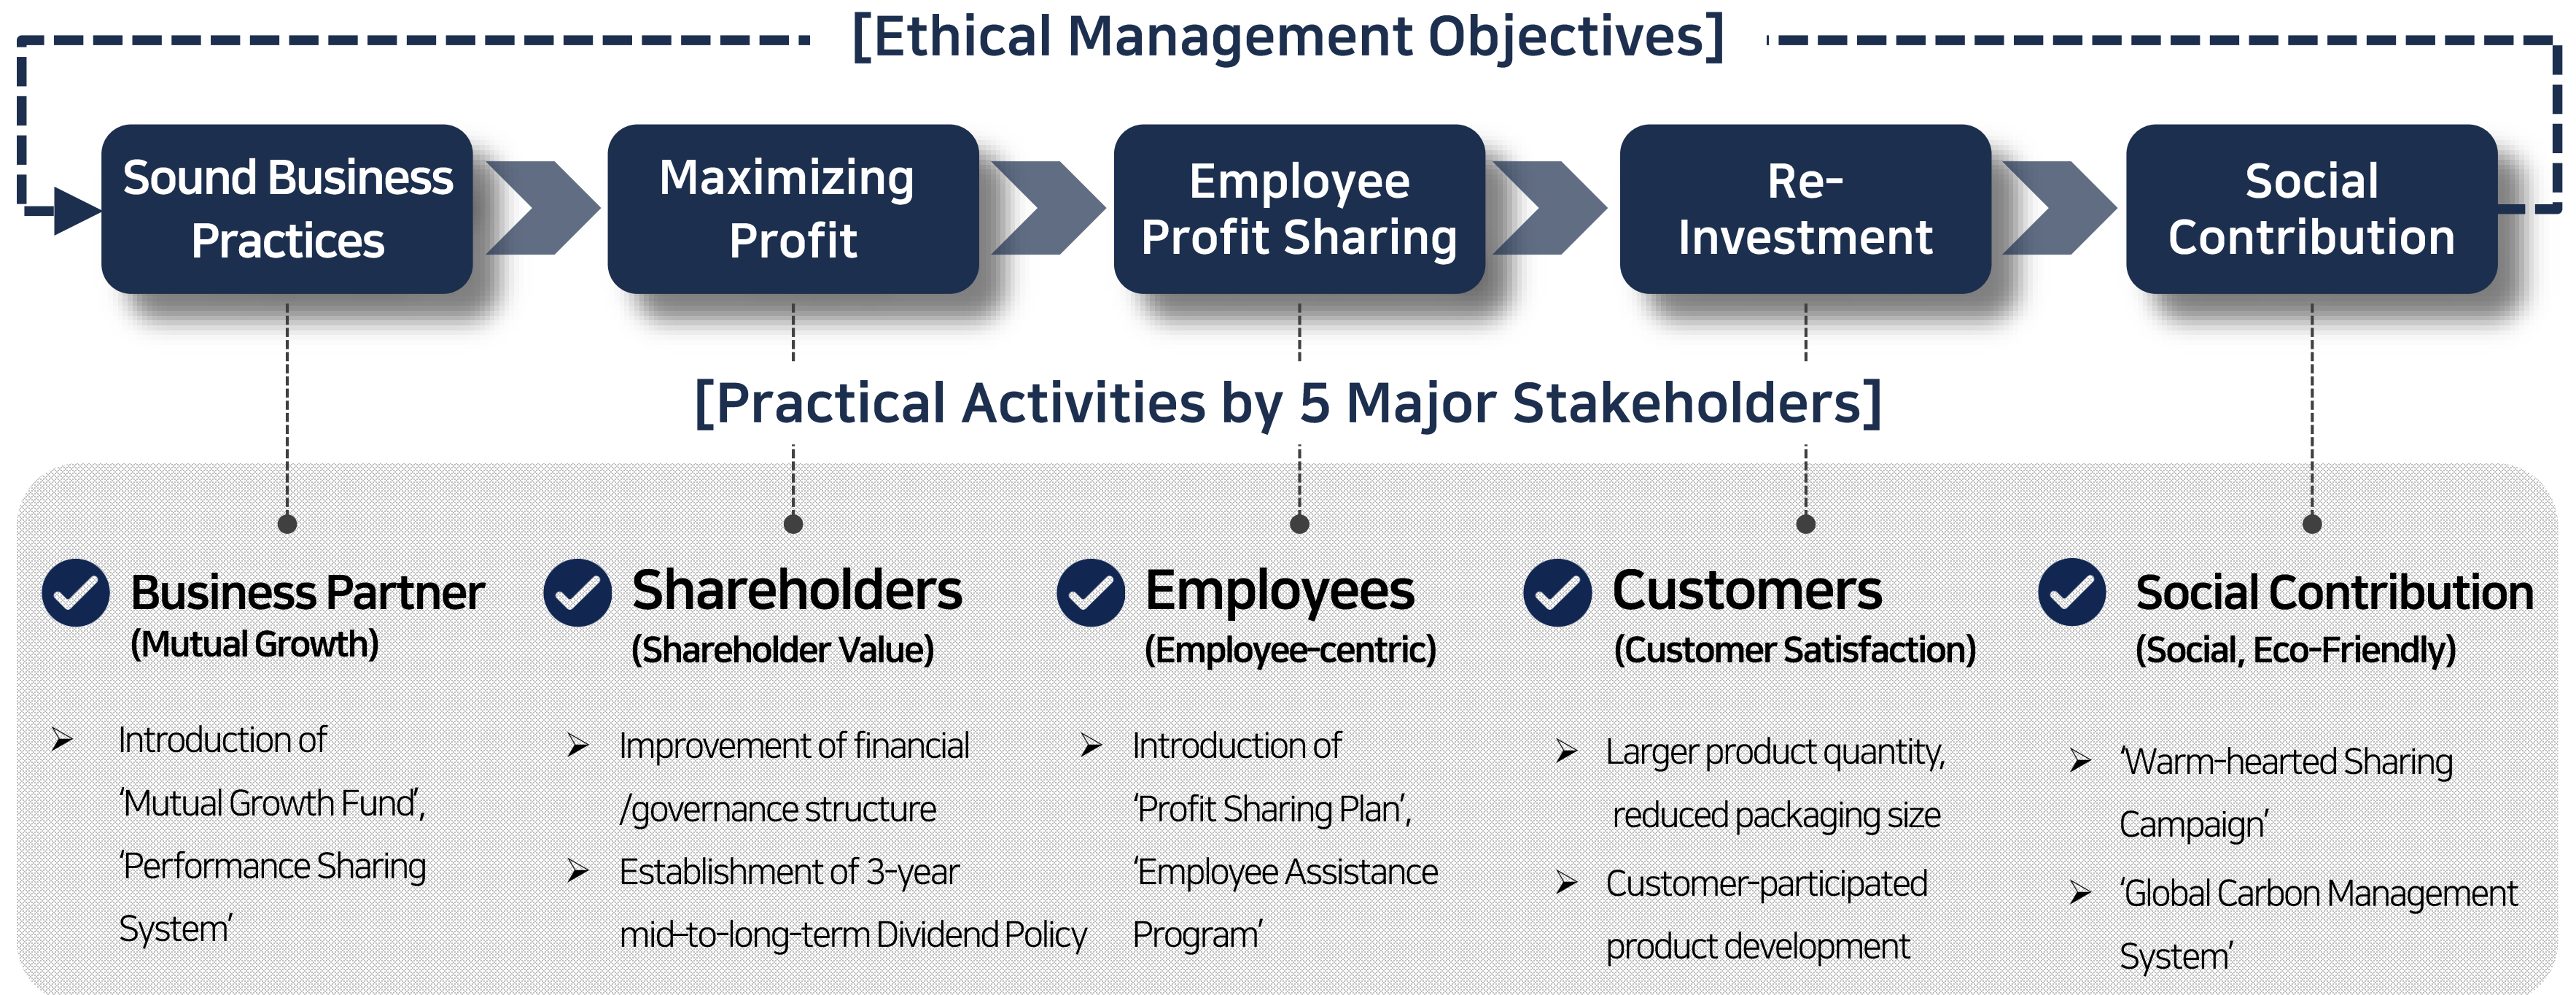 [Ethical Management Objectives]
Sound Business
Practices
Maximizing
Profit
Employee
Profit Sharing
Re-
Investment
Social
Contribution
[Practical Activities by 5 Major Stakeholders]
Business Partner
(Mutual Growth)
➢ Introduction of
‘Mutual Growth Fund’,
‘Performance Sharing
System’
Shareholders
(Shareholder Value)
➢ Improvement of financial
/governance structure
➢ Establishment of 3-year
mid-to-long-term Dividend Policy
Employees
(Employee-centric)
➢ Introduction of
‘Profit Sharing Plan’,
‘Employee Assistance
Program’
Customers
(Customer Satisfaction)
➢ Larger product quantity,
reduced packaging size
➢ Customer-participated
product development
Social Contribution
(Social, Eco-Friendly)
➢ ‘Warm-hearted Sharing
Campaign’
➢ ‘Global Carbon Management
System’